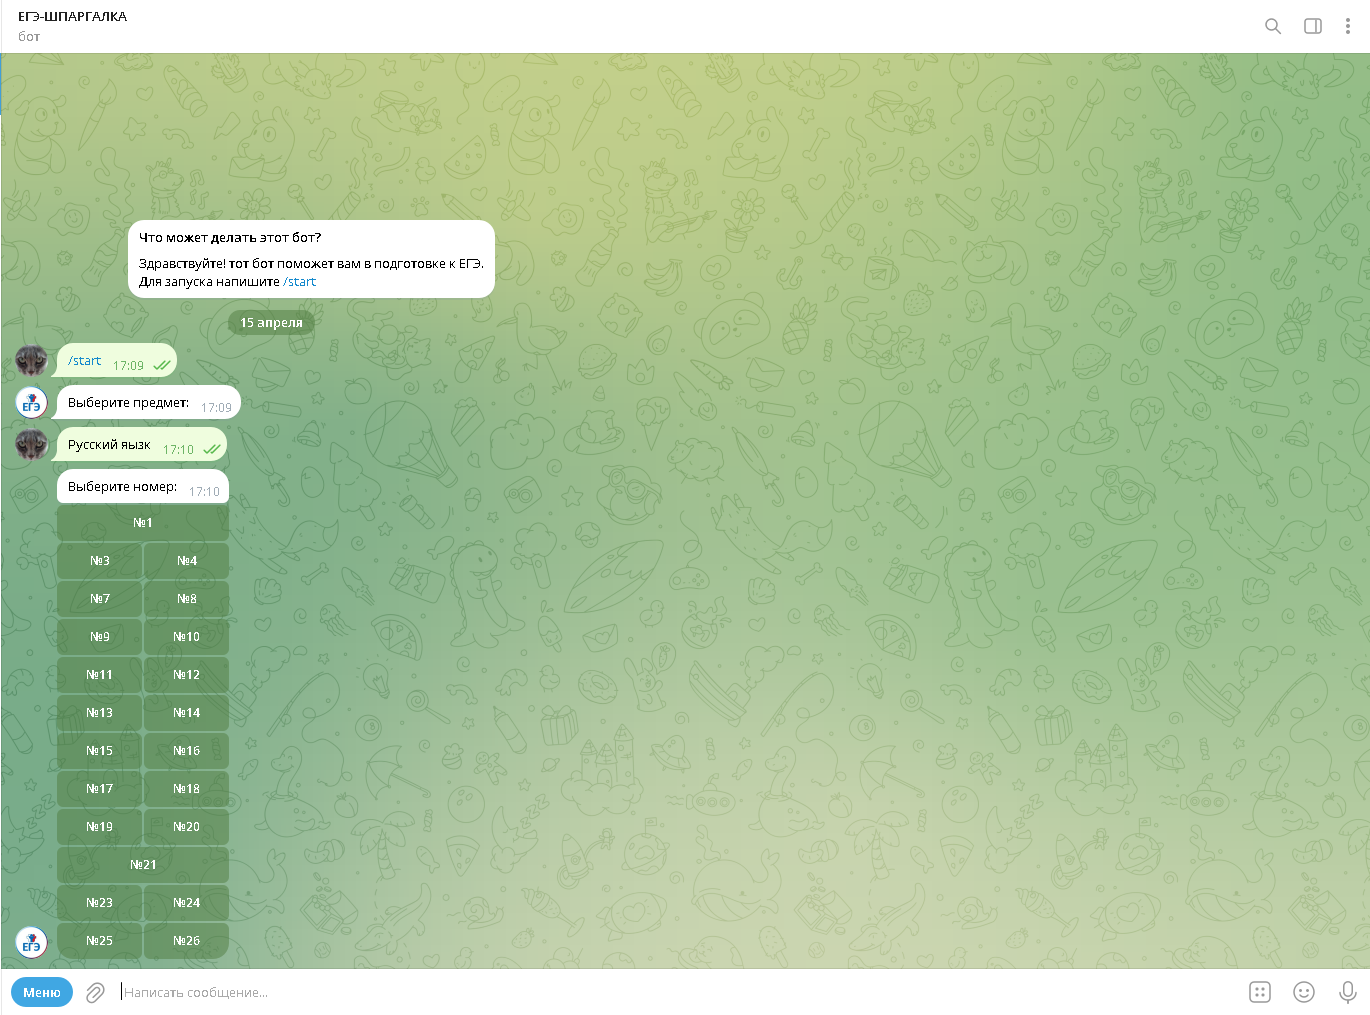 ЕГЭ-ШПАРГАЛКА
бот
Что может делать этот бот?
Здравствуйте! тот бот поможет вам в подготовке к ЕГЭ.
Для запуска напишите /start
15 апреля
/start 17:09
ЕГЭ
Выберите предмет: 17:09
Русский яызк 17:10
Выберите номер: 17:10
№1
№3 №4
№7 №8
№9 №10
№11 №12
№13 №14
№15 №16
№17 №18
№19 №20
№21
№23 №24
№25 №26
ЕГЭ
Меню Написать сообщение...